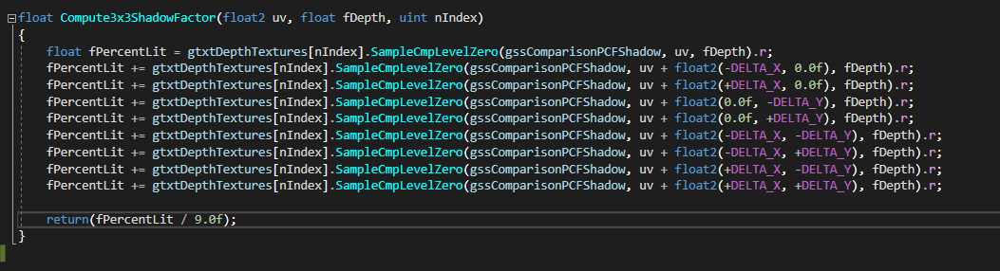 float Compute3x3ShadowFactor(float2 uv, float fDepth, uint nIndex)
{
float fPercentLit = gtxtDepthTextures[nIndex].SampleCmpLevelZero(gssComparisonPCFShadow, uv, fDepth).r;
fPercentLit += gtxtDepthTextures[nIndex].SampleCmpLevelZero(gssComparisonPCFShadow, uv + float2(-DELTA_X, 0.0f), fDepth).r;
fPercentLit += gtxtDepthTextures[nIndex].SampleCmpLevelZero(gssComparisonPCFShadow, uv + float2(+DELTA_X, 0.0f), fDepth).r;
fPercentLit += gtxtDepthTextures[nIndex].SampleCmpLevelZero(gssComparisonPCFShadow, uv + float2(0.0f, -DELTA_Y), fDepth).r;
fPercentLit += gtxtDepthTextures[nIndex].SampleCmpLevelZero(gssComparisonPCFShadow, uv + float2(0.0f, +DELTA_Y), fDepth).r;
fPercentLit += gtxtDepthTextures[nIndex].SampleCmpLevelZero(gssComparisonPCFShadow, uv + float2(-DELTA_X, -DELTA_Y), fDepth).r;
fPercentLit += gtxtDepthTextures[nIndex].SampleCmpLevelZero(gssComparisonPCFShadow, uv + float2(-DELTA_X, +DELTA_Y), fDepth).r;
fPercentLit += gtxtDepthTextures[nIndex].SampleCmpLevelZero(gssComparisonPCFShadow, uv + float2(+DELTA_X, -DELTA_Y), fDepth).r;
fPercentLit += gtxtDepthTextures[nIndex].SampleCmpLevelZero(gssComparisonPCFShadow, uv + float2(+DELTA_X, +DELTA_Y), fDepth).r;
return(fPercentLit / 9.0f);
}